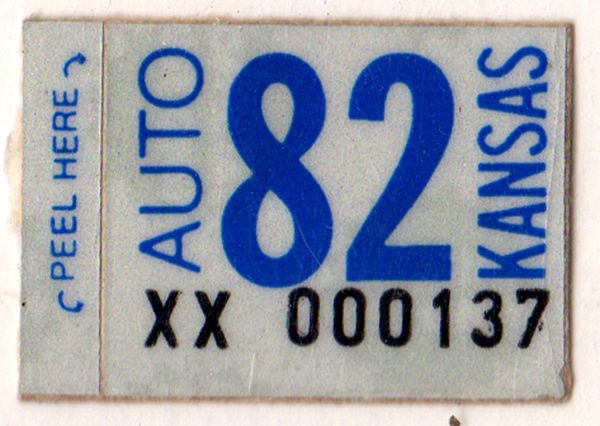 PEEL HERE
AUTO
82
KANSAS
XX 000137